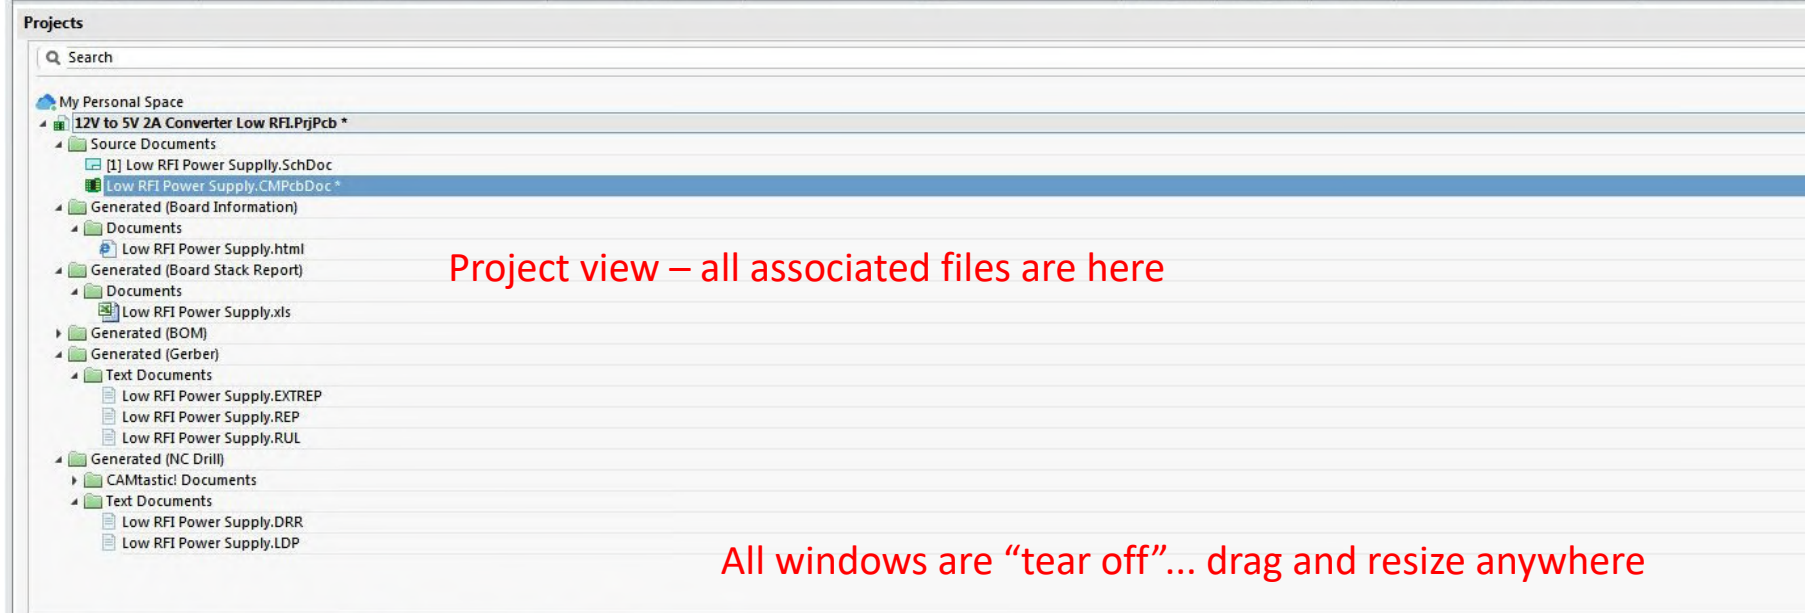 Projects
Search
My Personal Space
12V to 5V 2A Converter Low RFI.PrjPcb *
Source Documents
[1] Low RFI Power Supplly.SchDoc
Low RFI Power Supply.CMPcbDoc *
Generated (Board Information)
Documents
Low RFI Power Supply.html
Project view – all associated files are here
Generated (Board Stack Report)
Documents
Low RFI Power Supply.xls
Generated (BOM)
Generated (Gerber)
Text Documents
Low RFI Power Supply.EXTREP
Low RFI Power Supply.REP
Low RFI Power Supply.RUL
Generated (NC Drill)
CAMtastic! Documents
Text Documents
Low RFI Power Supply.DRR
Low RFI Power Supply.LDP
All windows are “tear off”... drag and resize anywhere